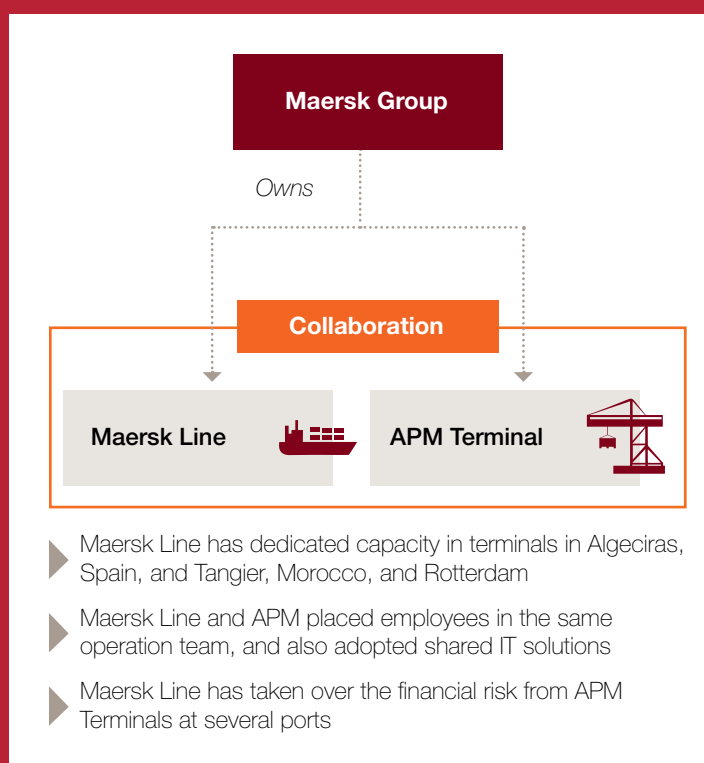 Maersk Group
Owns
Collaboration
Maersk Line
APM Terminal
Maersk Line has dedicated capacity in terminals in Algeciras,
Spain, and Tangier, Morocco, and Rotterdam
Maersk Line and APM placed employees in the same
operation team, and also adopted shared IT solutions
Maersk Line has taken over the financial risk from APM
Terminals at several ports